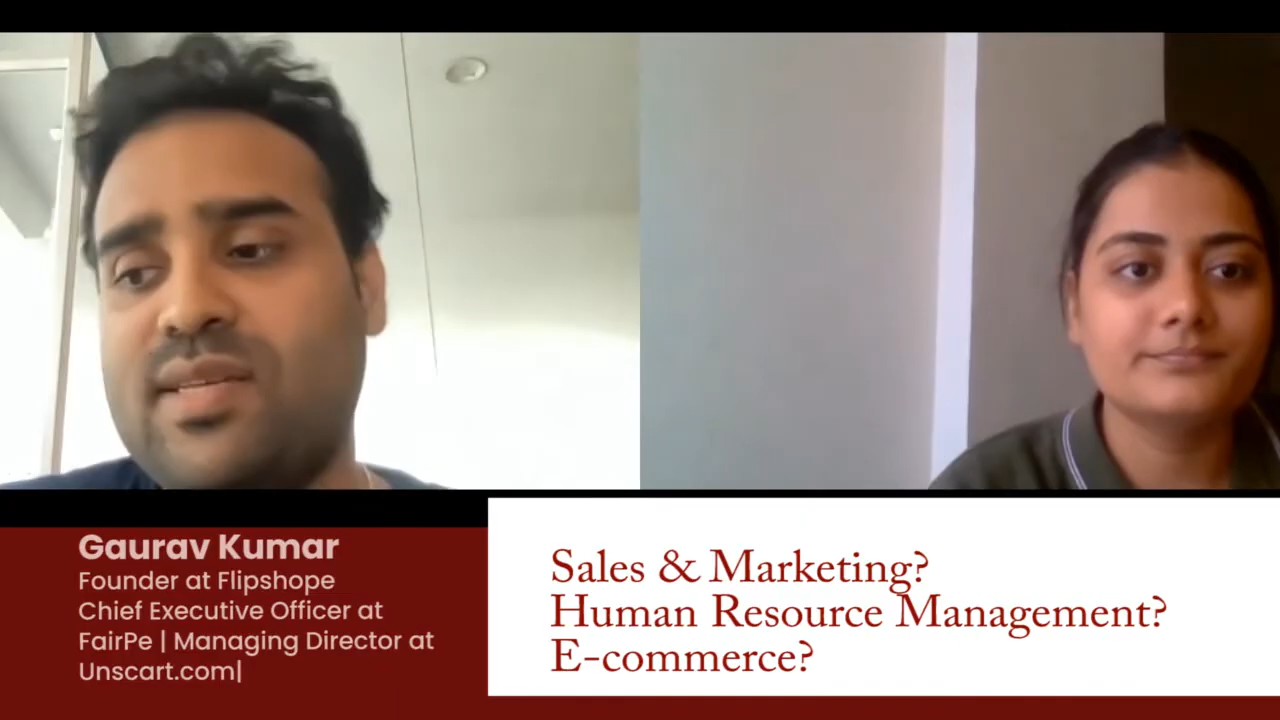 Gaurav Kumar
Founder at Flipshope
Chief Executive Officer at
FairPe | Managing Director at
Unscart.com|
Sales & Marketing?
Human Resource Management?
E-commerce?